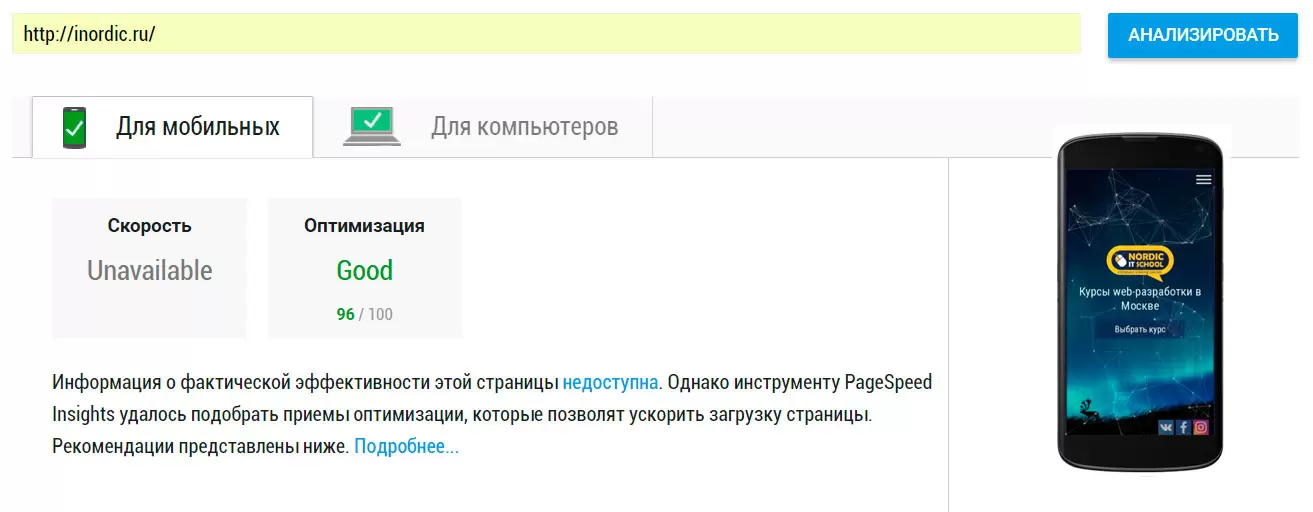 http://inordic.ru/
АНАЛИЗИРОВАТЬ
Для мобильных
Для компьютеров
Скорость
Unavailable
Оптимизация
Good
96 / 100
Информация о фактической эффективности этой страницы недоступна. Однако инструменту PageSpeed
Insights удалось подобрать приемы оптимизации, которые позволят ускорить загрузку страницы.
Рекомендации представлены ниже. Подробнее...
NORDIC
IT SCHOOL
Курсы web-разработки в
Москве
Выбрать курс